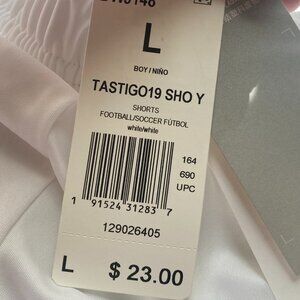 L
BOY / NIÑO
TASTIGO19 SHO Y
SHORTS
FOOTBALL/SOCCER FÚTBOL
white/white
164
690
UPC
1 91524 31283 7
129026405
L $ 23.00